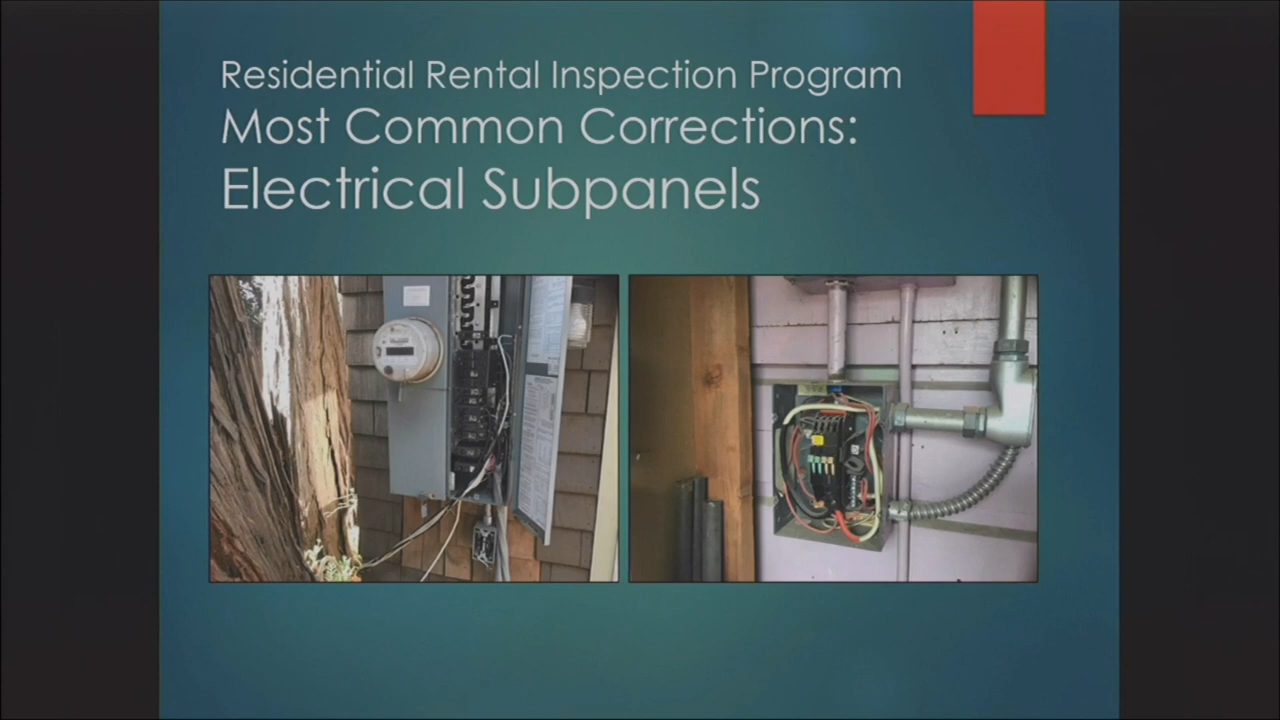 Residential Rental Inspection Program
Most Common Corrections:
Electrical Subpanels